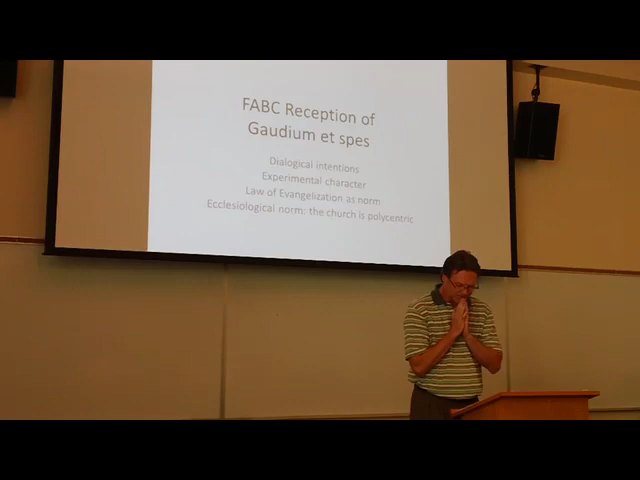 FABC Reception of
Gaudium et spes
Dialogical intentions
Experimental character
Law of Evangelization as norm
Ecclesiological norm: the church is polycentric